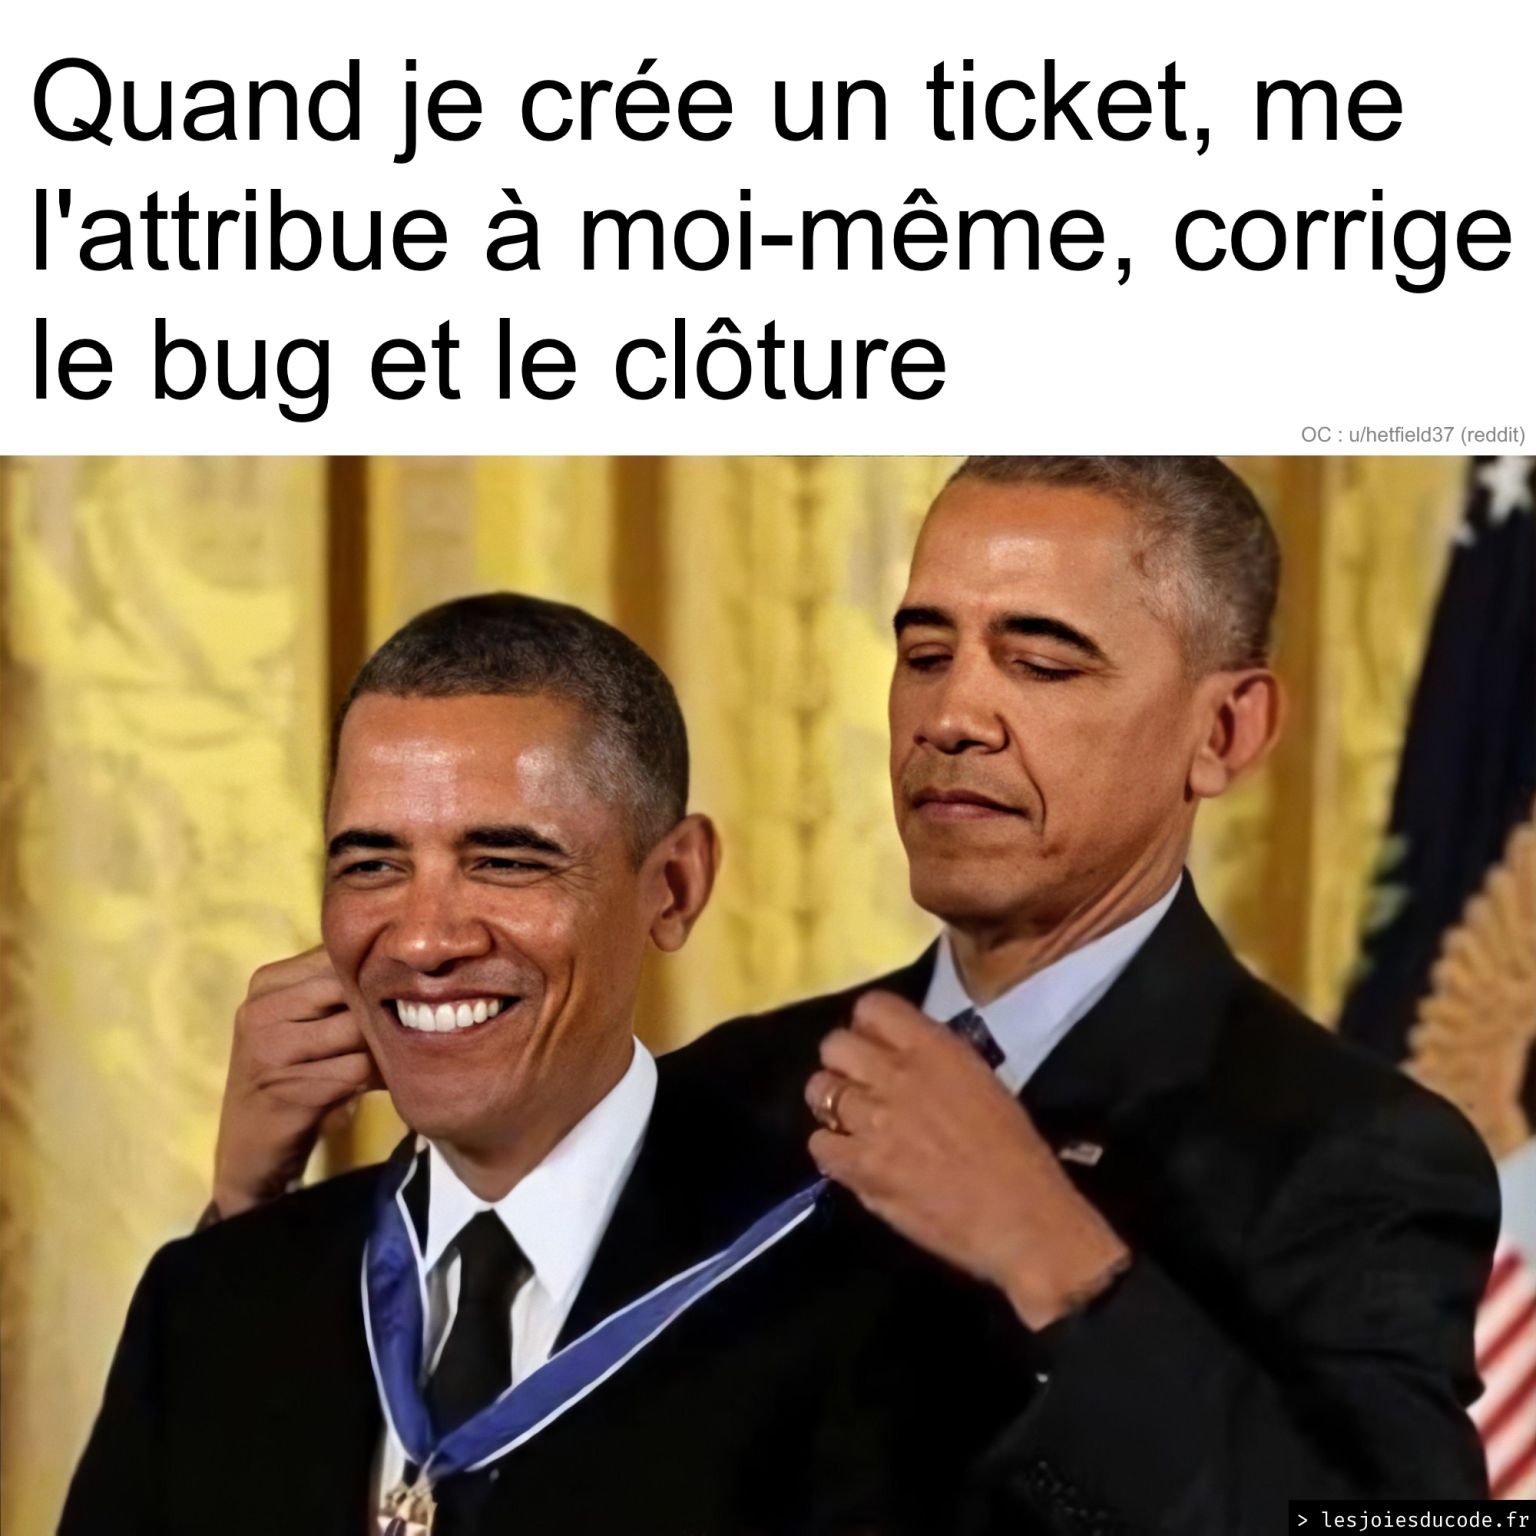 Quand je crée un ticket, me
l'attribue à moi-même, corrige
le bug et le clôture
OC : u/hetfield37 (reddit)
> lesjoiesducode.fr